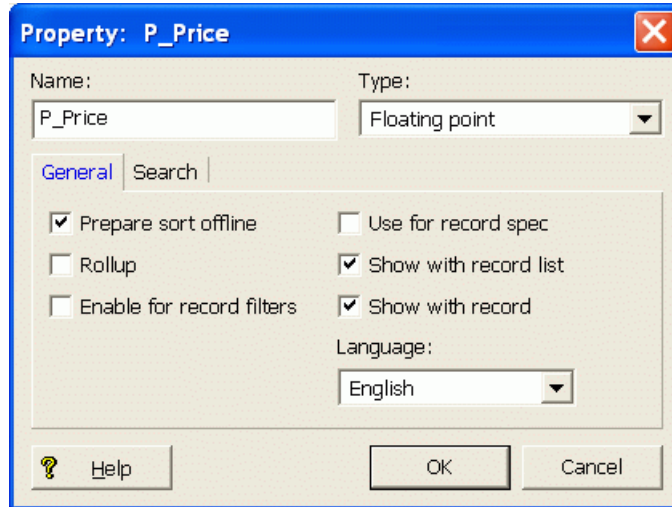 Property: P_Price
Name:
Type:
P_Price
Floating point
General
Search
Prepare sort offline
Use for record spec
Rollup
Show with record list
Enable for record filters
Show with record
Language:
English
Help
OK
Cancel